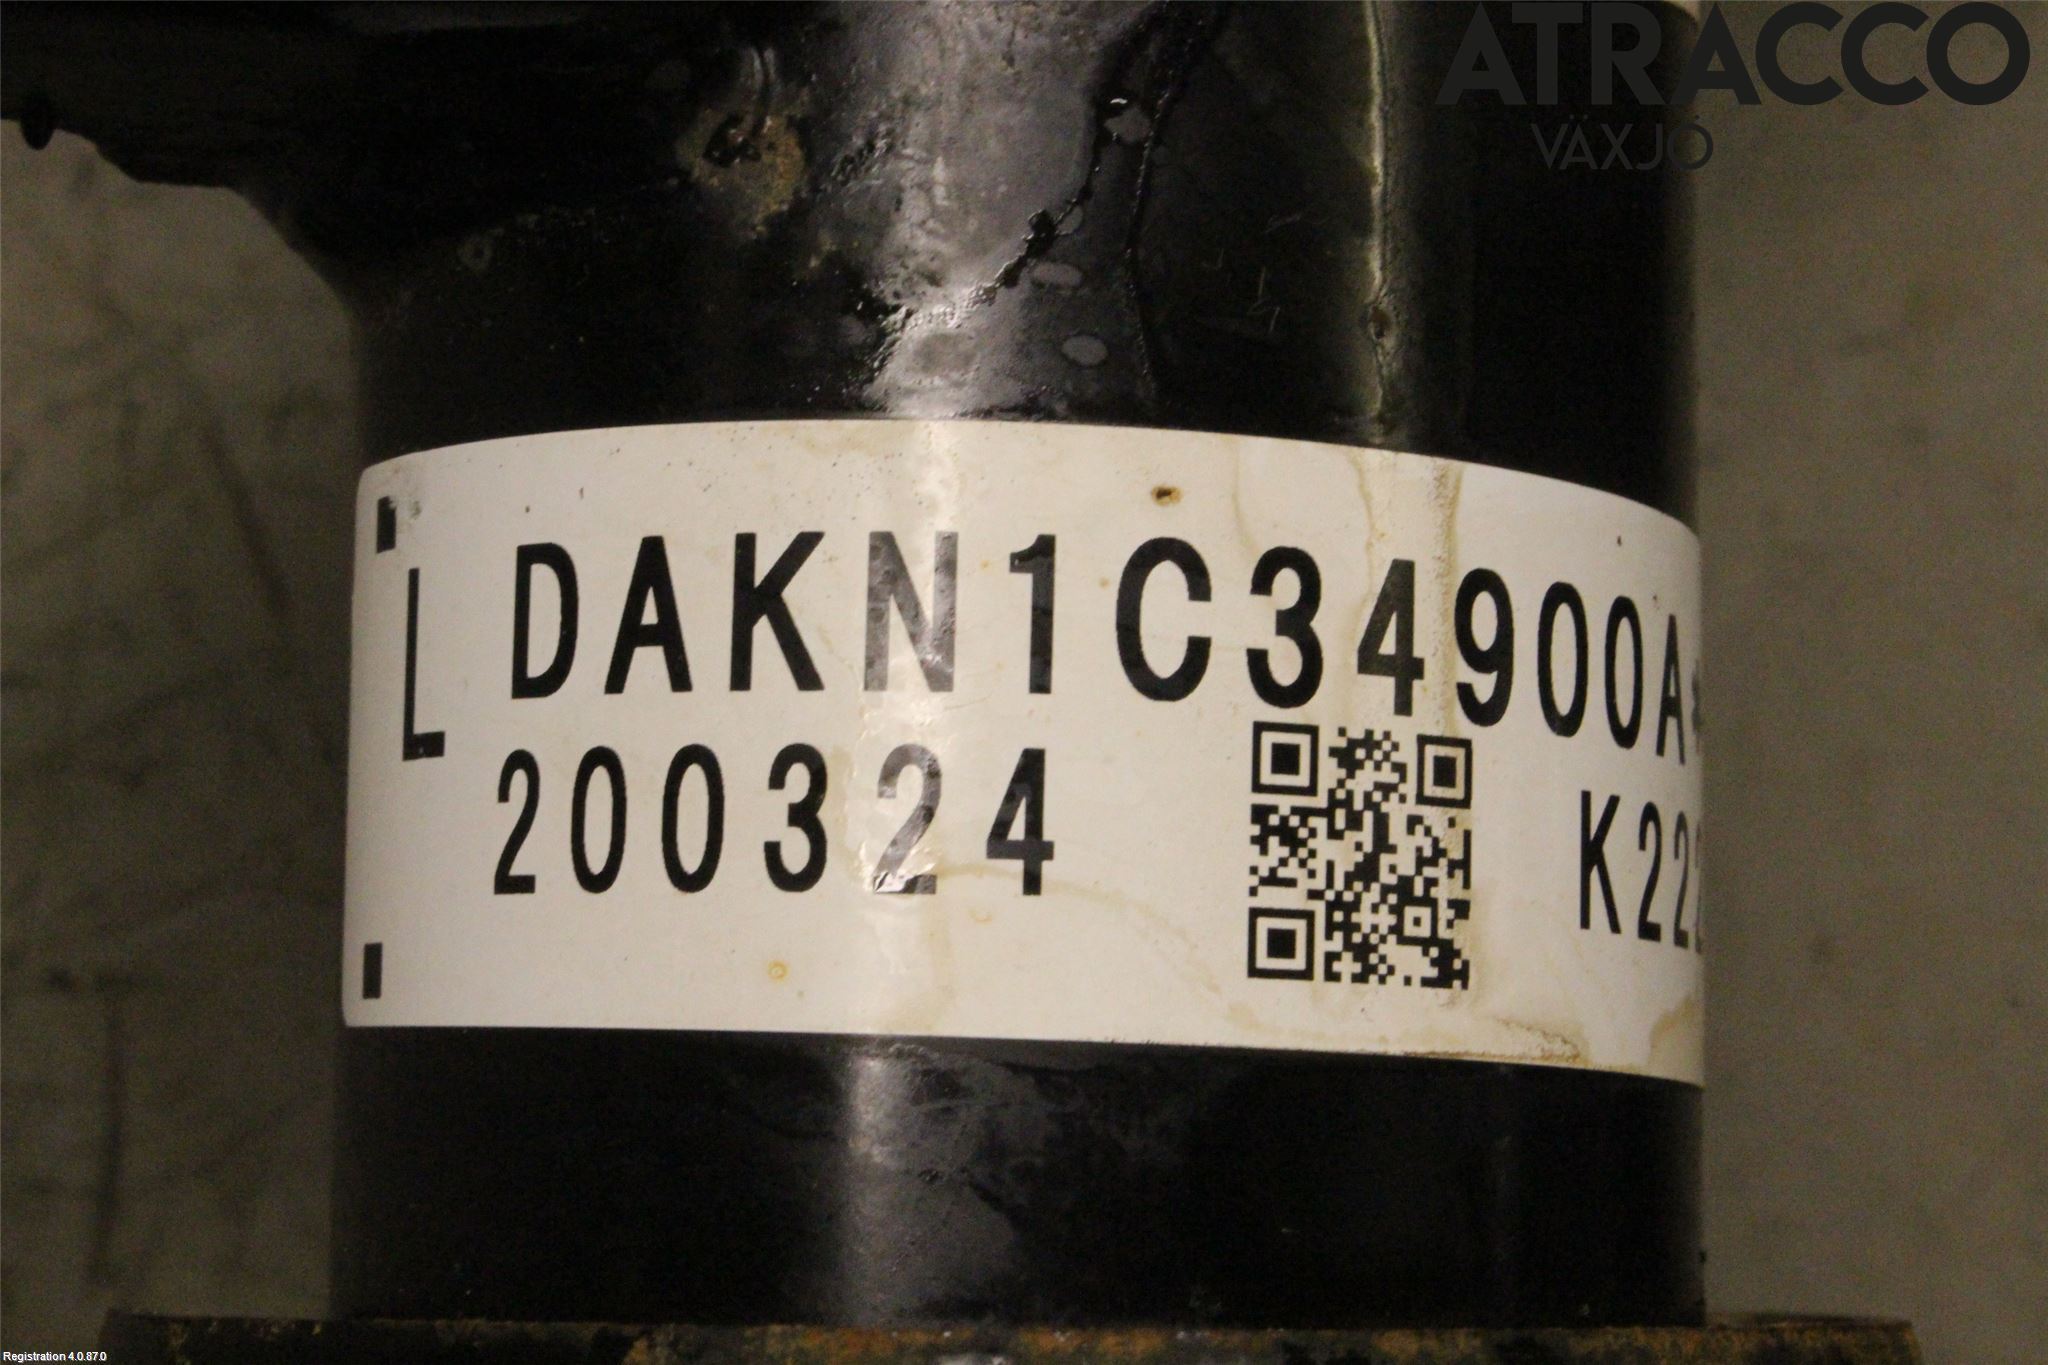 ATRACCO
VÄXJÖ
L DAKN1C34900A
200324
K22
Registration 4.0.87.0